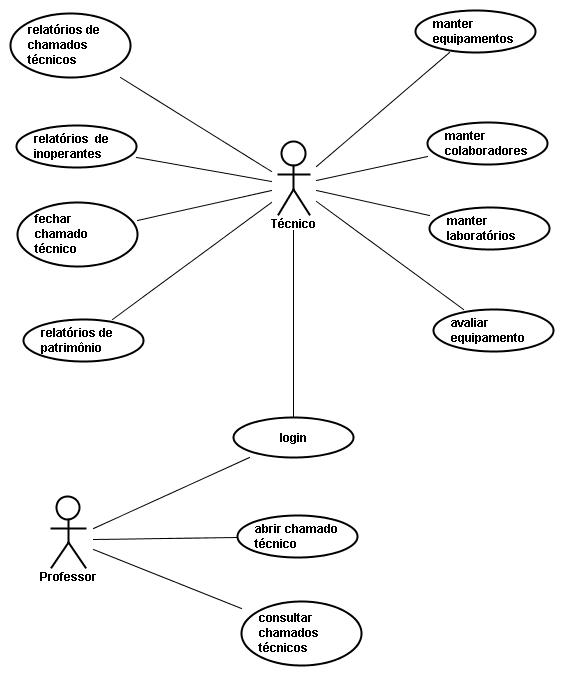 relatórios de
chamados
técnicos
manter
equipamentos
relatórios de
inoperantes
manter
colaboradores
fechar
chamado
técnico
Técnico
manter
laboratórios
relatórios de
patrimônio
avaliar
equipamento
login
Professor
abrir chamado
técnico
consultar
chamados
técnicos